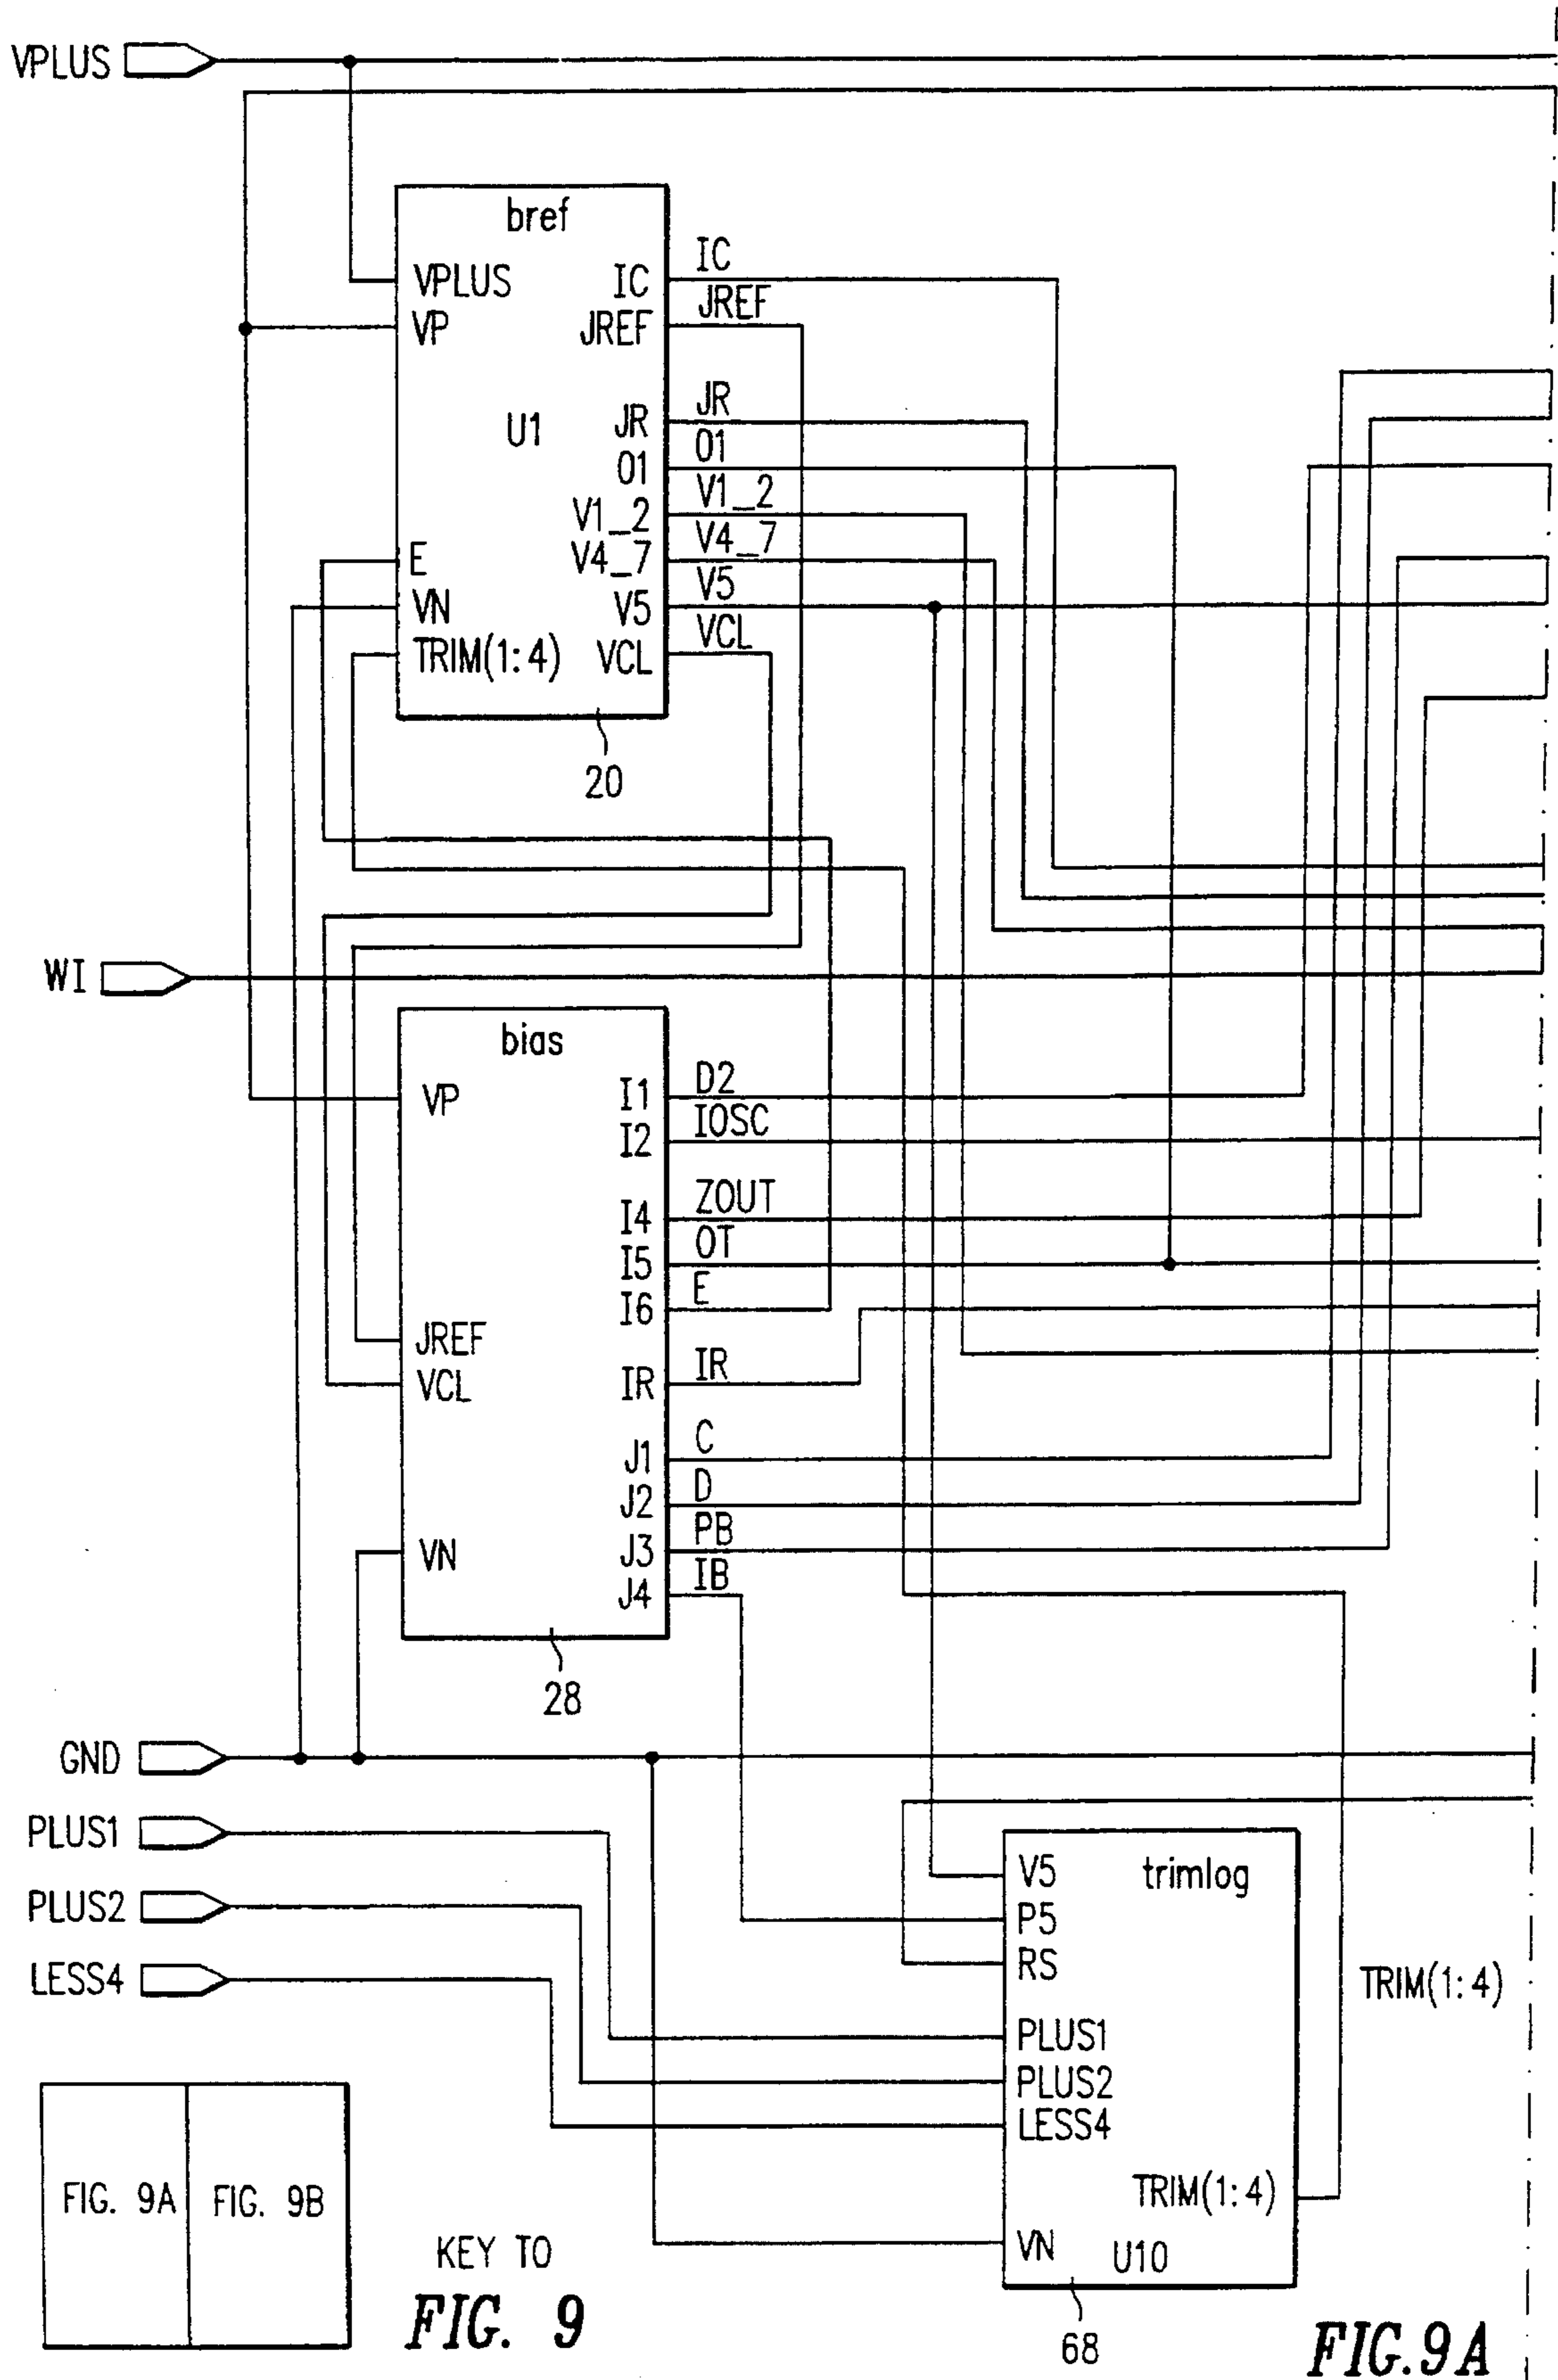 VPLUS
bref
VPLUS
VP
U1
E
VN
TRIM(1:4)
IC
JREF
JR
O1
V1_2
V4_7
V5
VCL
IC
JREF
JR
O1
V1_2
V4_7
V5
VCL
20
WI
bias
VP
JREF
VCL
VN
I1
I2
I4
I5
I6
IR
J1
J2
J3
J4
D2
IOSC
ZOUT
OT
E
IR
C
D
PB
IB
28
GND
PLUS1
PLUS2
LESS4
V5
P5
RS
PLUS1
PLUS2
LESS4
VN
trimlog
TRIM(1:4)
U10
TRIM(1:4)
68
FIG. 9A
FIG. 9B
KEY TO
FIG. 9
FIG.9A